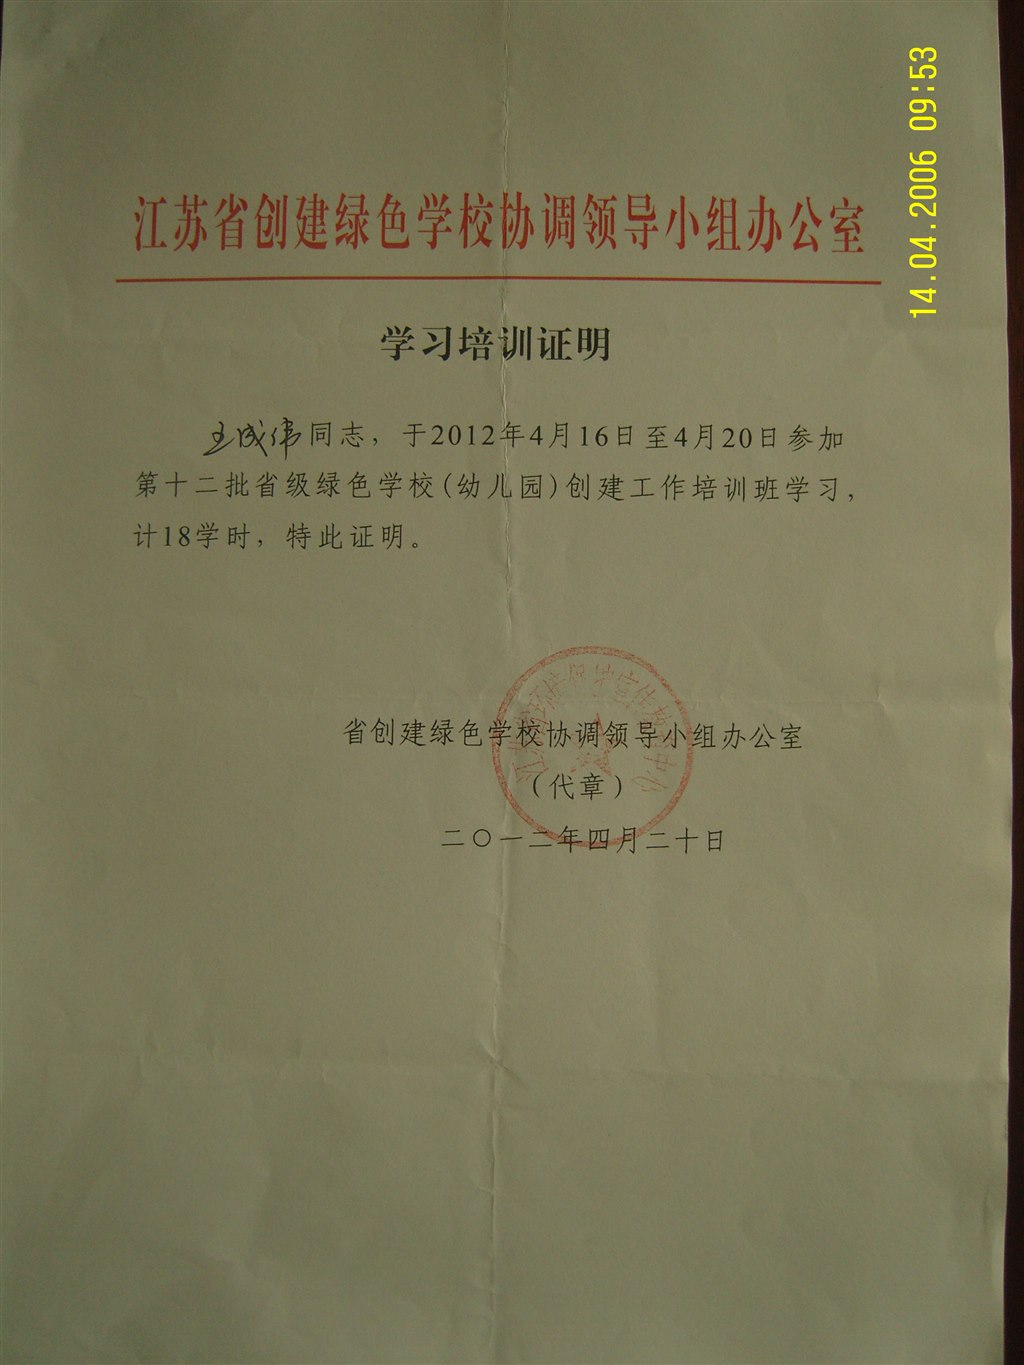 江苏省创建绿色学校协调领导小组办公室
学习培训证明
王成伟同志，于2012年4月16日至4月20日参加
第十二批省级绿色学校(幼儿园)创建工作培训班学习，
计18学时，特此证明。
省创建绿色学校协调领导小组办公室
(代章)
二〇一二年四月二十日
14.04.2006 09:53